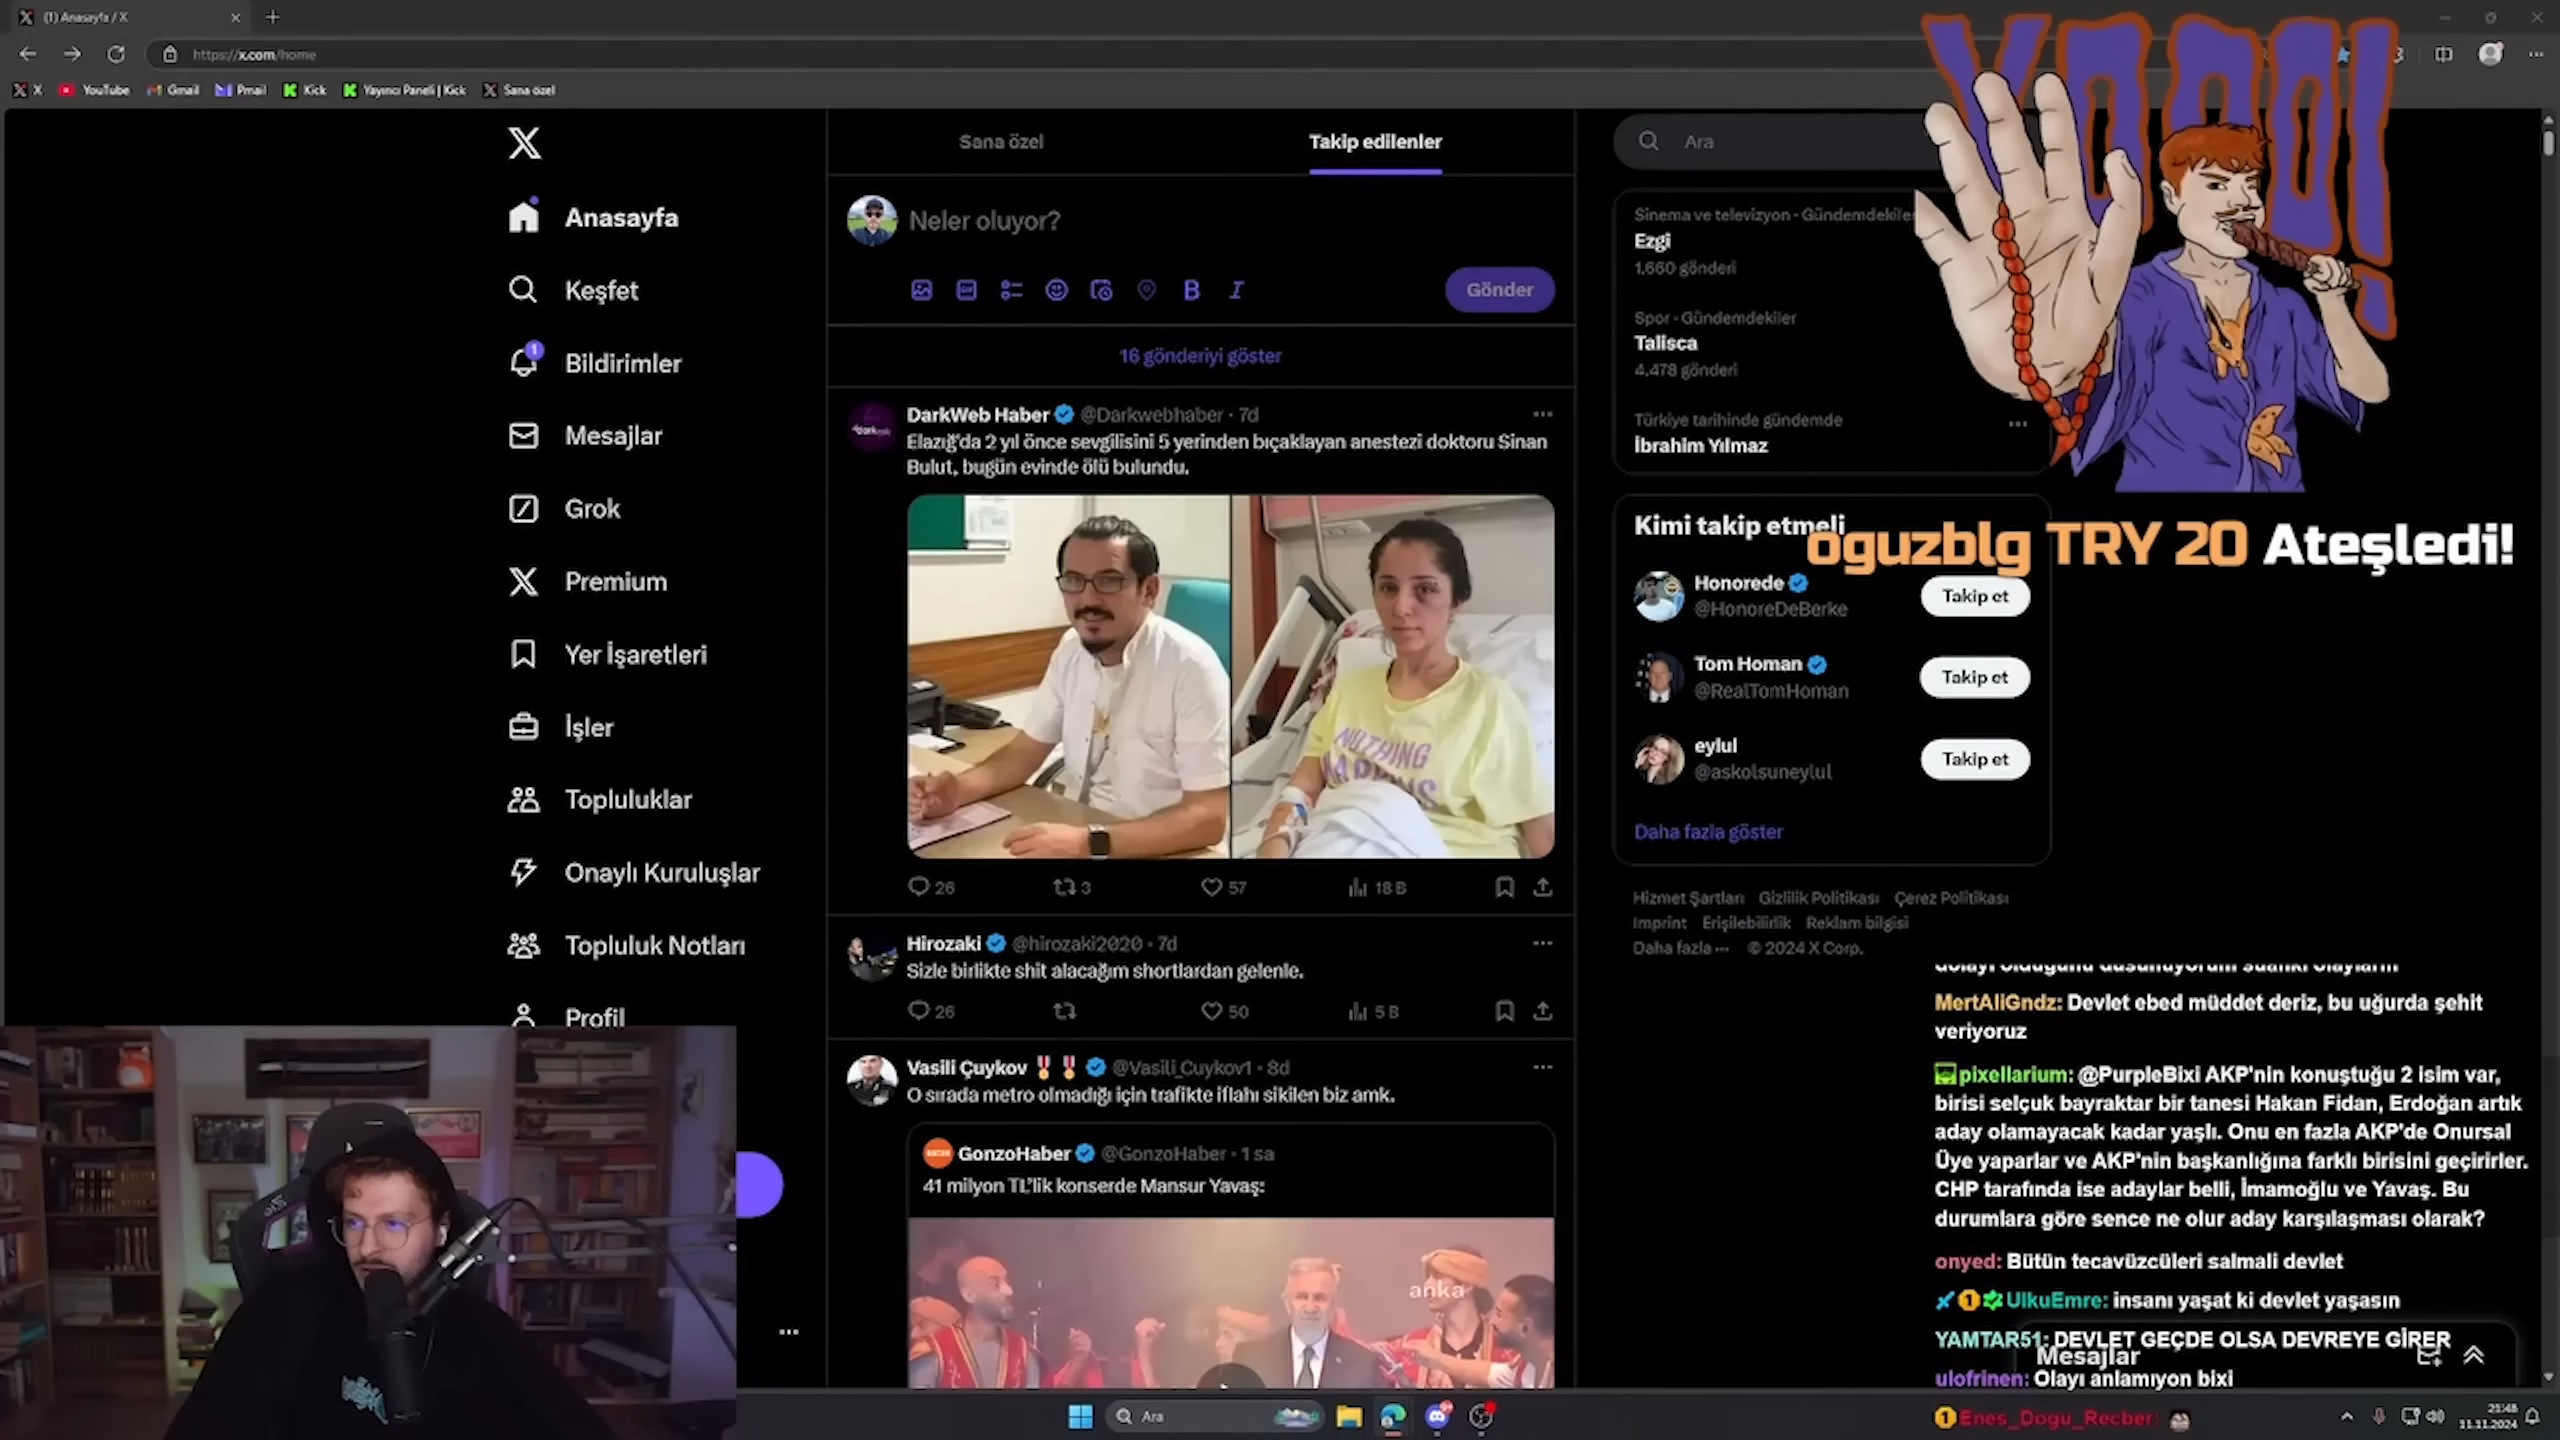 (1) Anasayfa / X
https://x.com/home
X
YouTube
Gmail
Pmail
Kick
Yayıncı Paneli | Kick
Sana özel
Anasayfa
Keşfet
1
Bildirimler
Mesajlar
Grok
Premium
Yer İşaretleri
İşler
Topluluklar
Onaylı Kuruluşlar
Topluluk Notları
Profil
Sana özel
Takip edilenler
Neler oluyor?
B I
Gönder
16 gönderiyi göster
DarkWeb Haber @Darkwebhaber · 7d
Elazığ'da 2 yıl önce sevgilisini 5 yerinden bıçaklayan anestezi doktoru Sinan
Bulut, bugün evinde ölü bulundu.
NOTHING
26 3 57 18 B
Hirozaki @hirozaki2020 · 7d
Sizle birlikte shit alacağım shortlardan gelenle.
26 50 5 B
Vasili Çuykov @Vasili_Cuykov1 · 8d
O sırada metro olmadığı için trafikte iflahı sikilen biz amk.
GonzoHaber @GonzoHaber · 1 sa
41 milyon TL'lik konserde Mansur Yavaş:
anka
Ara
Sinema ve televizyon · Gündemdekiler
Ezgi
1.660 gönderi
Spor · Gündemdekiler
Talisca
4.478 gönderi
Türkiye tarihinde gündemde
İbrahim Yılmaz
YOOO!
oguzblg TRY 20 Ateşledi!
Kimi takip etmeli
Honorede
@HonoreDeBerke
Takip et
Tom Homan
@RealTomHoman
Takip et
eylul
@askolsuneylul
Takip et
Daha fazla göster
Hizmet Şartları Gizlilik Politikası Çerez Politikası
Imprint Erişilebilirlik Reklam bilgisi
Daha fazla ··· © 2024 X Corp.
MertAliGndz: Devlet ebed müddet deriz, bu uğurda şehit
veriyoruz
pixellarium: @PurpleBixi AKP'nin konuştuğu 2 isim var,
birisi selçuk bayraktar bir tanesi Hakan Fidan, Erdoğan artık
aday olamayacak kadar yaşlı. Onu en fazla AKP'de Onursal
Üye yaparlar ve AKP'nin başkanlığına farklı birisini geçirirler.
CHP tarafında ise adaylar belli, İmamoğlu ve Yavaş. Bu
durumlara göre sence ne olur aday karşılaşması olarak?
onyed: Bütün tecavüzcüleri salmali devlet
UlkuEmre: insanı yaşat ki devlet yaşasın
YAMTAR51: DEVLET GEÇDE OLSA DEVREYE GİRER
Mesajlar
ulofrinen: Olayı anlamıyon bixi
Enes_Dogu_Recber:
Ara
21:48
11.11.2024